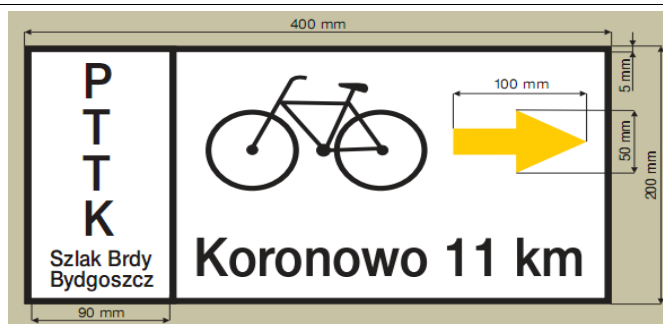 400 mm
P
T
T
K
Szlak Brdy
Bydgoszcz
100 mm
5 mm
50 mm
200 mm
Koronowo 11 km
90 mm